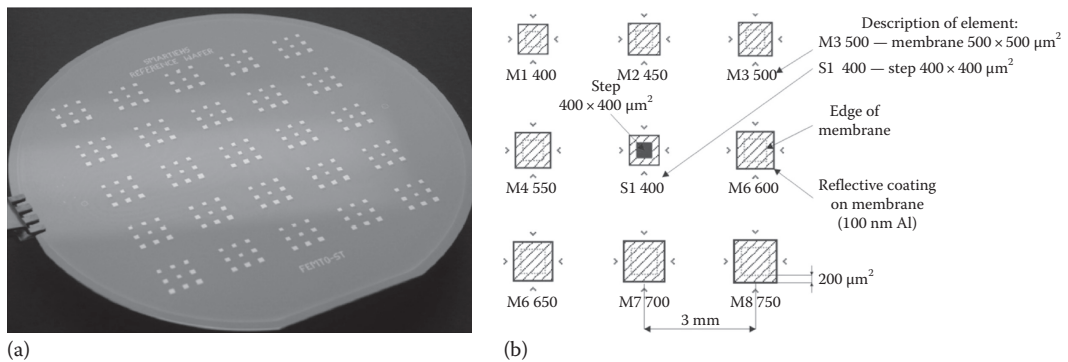 SMARTIEHS
REFERENCE WAFER
FEMTO-ST
(a)
M1 400
M2 450
M3 500
Description of element:
M3 500 — membrane 500 × 500 μm²
S1 400 — step 400 × 400 μm²
Step
400 × 400 μm²
Edge of
membrane
M4 550
S1 400
M6 600
Reflective coating
on membrane
(100 nm Al)
M6 650
M7 700
M8 750
200 μm²
3 mm
(b)